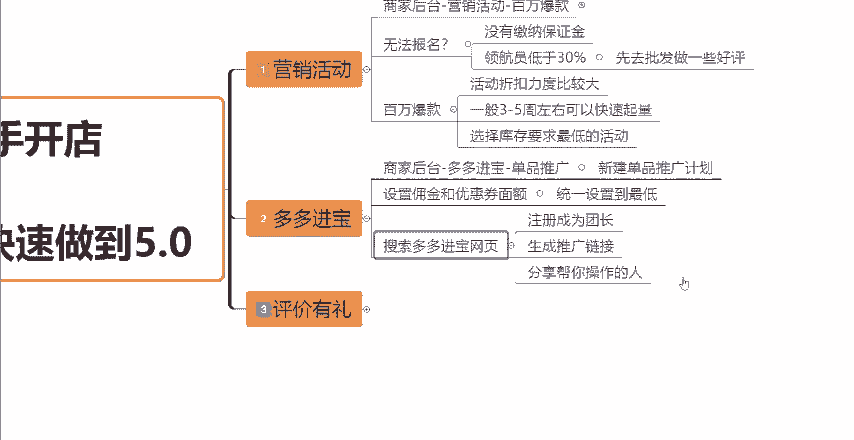 手开店
快速做到5.0
1 营销活动
商家后台-营销活动-百万爆款
无法报名？
没有缴纳保证金
领航员低于30%
先去批发做一些好评
百万爆款
活动折扣力度比较大
一般3-5周左右可以快速起量
选择库存要求最低的活动
2 多多进宝
商家后台-多多进宝-单品推广
新建单品推广计划
设置佣金和优惠券面额
统一设置到最低
搜索多多进宝网页
注册成为团长
生成推广链接
分享帮你操作的人
3 评价有礼